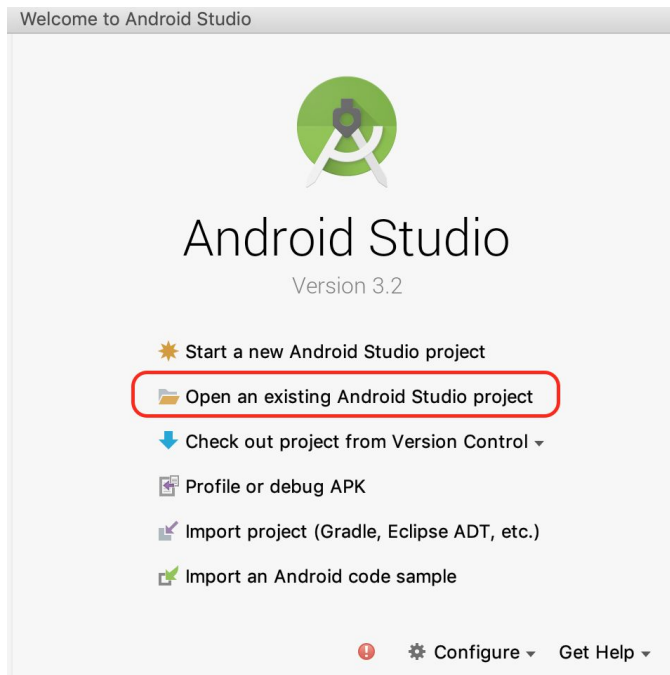 Welcome to Android Studio
Android Studio
Version 3.2
Start a new Android Studio project
Open an existing Android Studio project
Check out project from Version Control
Profile or debug APK
Import project (Gradle, Eclipse ADT, etc.)
Import an Android code sample
Configure Get Help